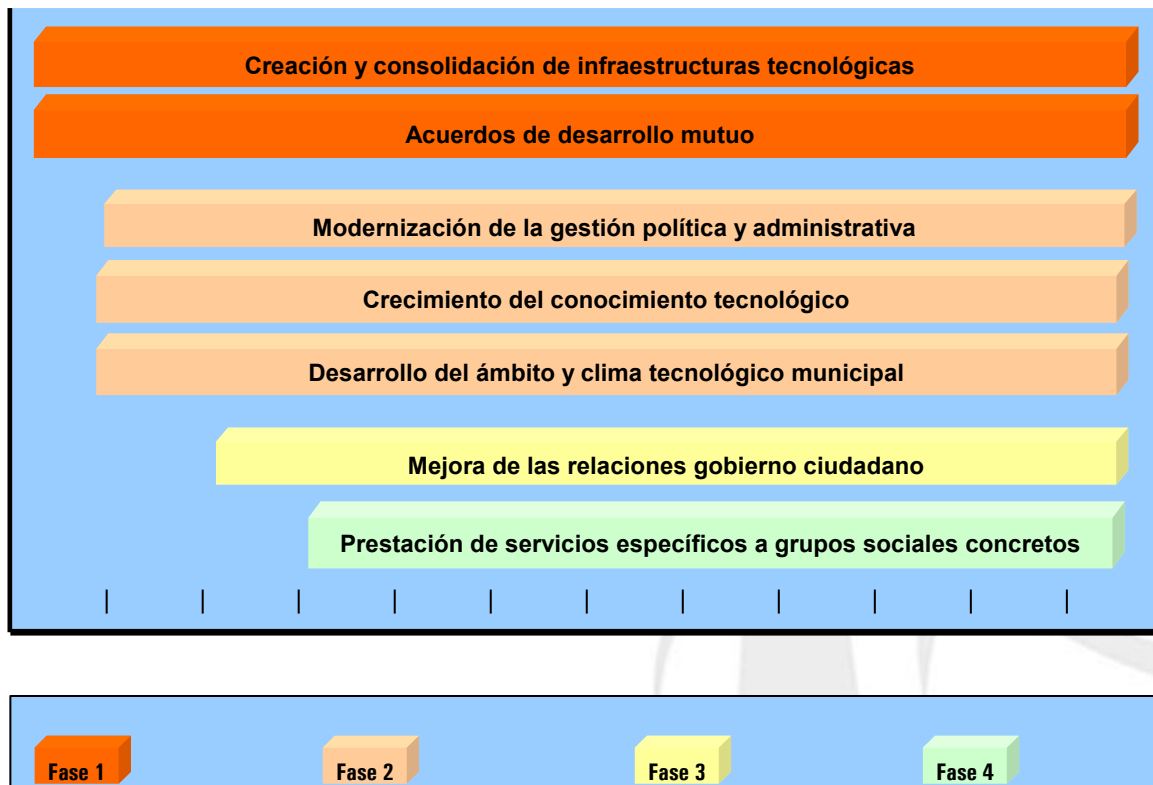 Creación y consolidación de infraestructuras tecnológicas
Acuerdos de desarrollo mutuo
Modernización de la gestión política y administrativa
Crecimiento del conocimiento tecnológico
Desarrollo del ámbito y clima tecnológico municipal
Mejora de las relaciones gobierno ciudadano
Prestación de servicios específicos a grupos sociales concretos
Fase 1 Fase 2 Fase 3 Fase 4